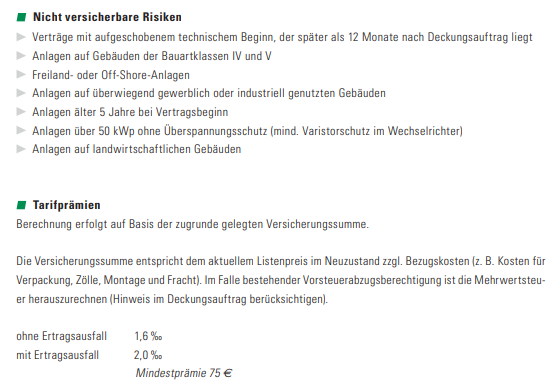 Nicht versicherbare Risiken
Verträge mit aufgeschobenem technischem Beginn, der später als 12 Monate nach Deckungsauftrag liegt
Anlagen auf Gebäuden der Bauartklassen IV und V
Freiland- oder Off-Shore-Anlagen
Anlagen auf überwiegend gewerblich oder industriell genutzten Gebäuden
Anlagen älter 5 Jahre bei Vertragsbeginn
Anlagen über 50 kWp ohne Überspannungsschutz (mind. Varistorschutz im Wechselrichter)
Anlagen auf landwirtschaftlichen Gebäuden
Tarifprämien
Berechnung erfolgt auf Basis der zugrunde gelegten Versicherungssumme.
Die Versicherungssumme entspricht dem aktuellem Listenpreis im Neuzustand zzgl. Bezugskosten (z. B. Kosten für
Verpackung, Zölle, Montage und Fracht). Im Falle bestehender Vorsteuerabzugsberechtigung ist die Mehrwertsteu-
er herauszurechnen (Hinweis im Deckungsauftrag berücksichtigen).
ohne Ertragsausfall 1,6 ‰
mit Ertragsausfall 2,0 ‰
Mindestprämie 75 €